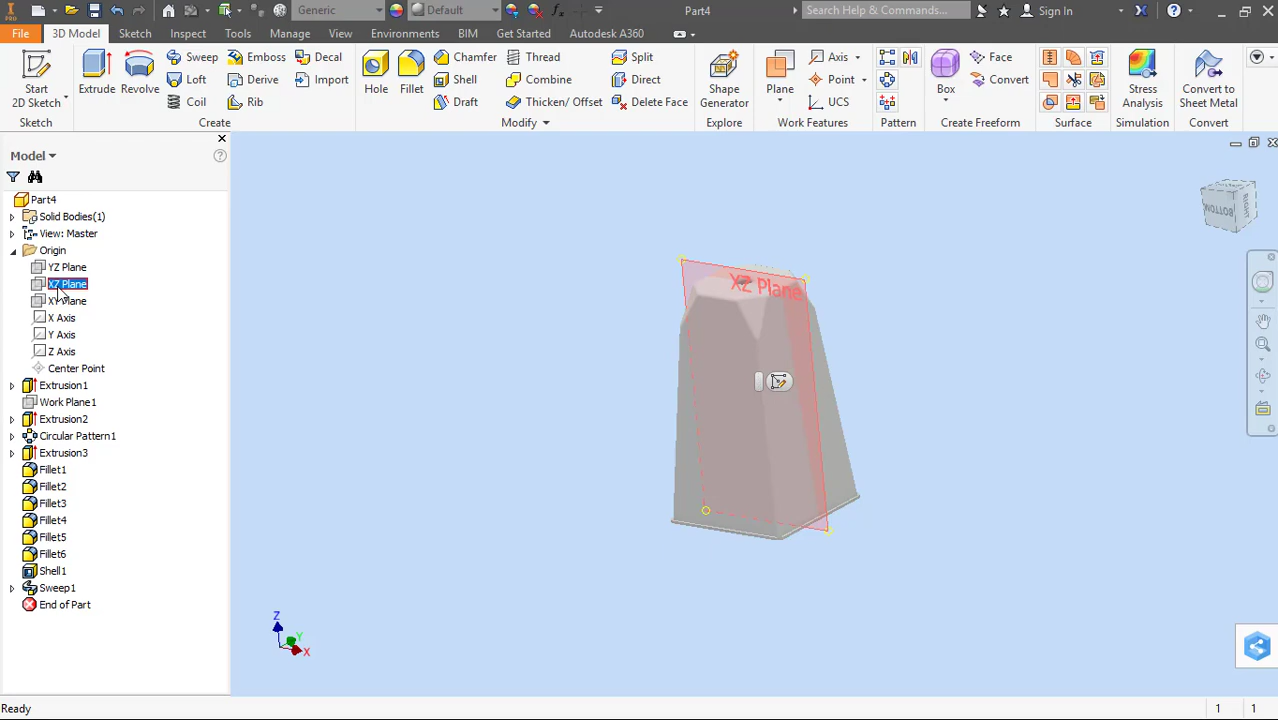 PRO
Generic
Default
fx
Part4
Search Help & Commands...
Sign In
File
3D Model
Sketch
Inspect
Tools
Manage
View
Environments
BIM
Get Started
Autodesk A360
Start
2D Sketch
Extrude
Revolve
Sweep
Loft
Coil
Emboss
Derive
Rib
Decal
Import
Hole
Fillet
Chamfer
Shell
Draft
Thread
Combine
Thicken/ Offset
Split
Direct
Delete Face
Shape
Generator
Plane
Axis
Point
UCS
Box
Face
Convert
Stress
Analysis
Convert to
Sheet Metal
Sketch
Create
Modify
Explore
Work Features
Pattern
Create Freeform
Surface
Simulation
Convert
Model
Part4
Solid Bodies(1)
View: Master
Origin
YZ Plane
XZ Plane
XY Plane
X Axis
Y Axis
Z Axis
Center Point
Extrusion1
Work Plane1
Extrusion2
Circular Pattern1
Extrusion3
Fillet1
Fillet2
Fillet3
Fillet4
Fillet5
Fillet6
Shell1
Sweep1
End of Part
XZ Plane
BOTTOM
RIGHT
Z
Y
X
Ready
1
1